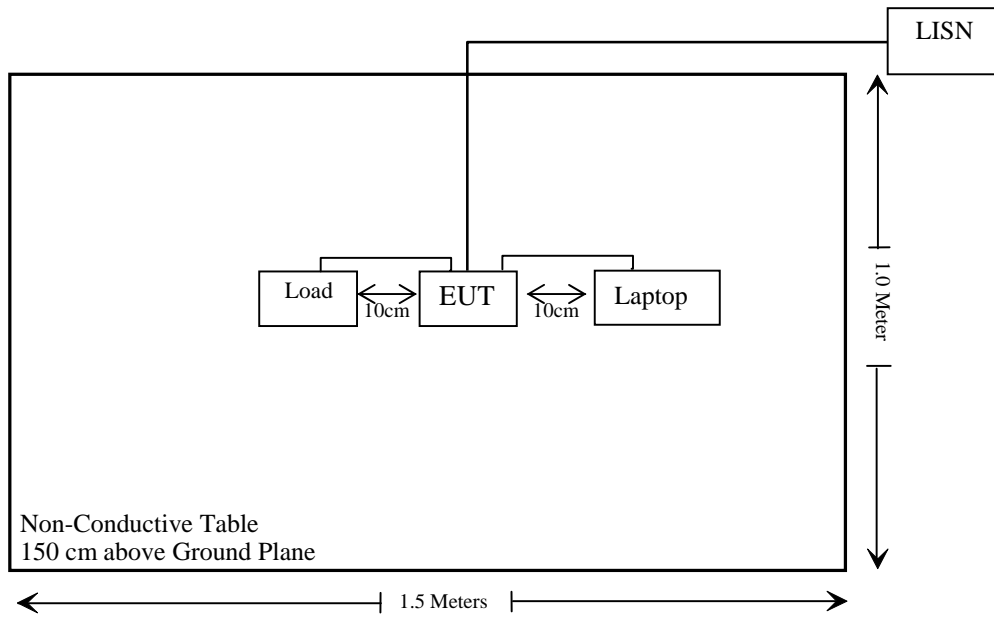 LISN
Load
EUT
Laptop
10cm
10cm
1.0 Meter
Non-Conductive Table
150 cm above Ground Plane
1.5 Meters